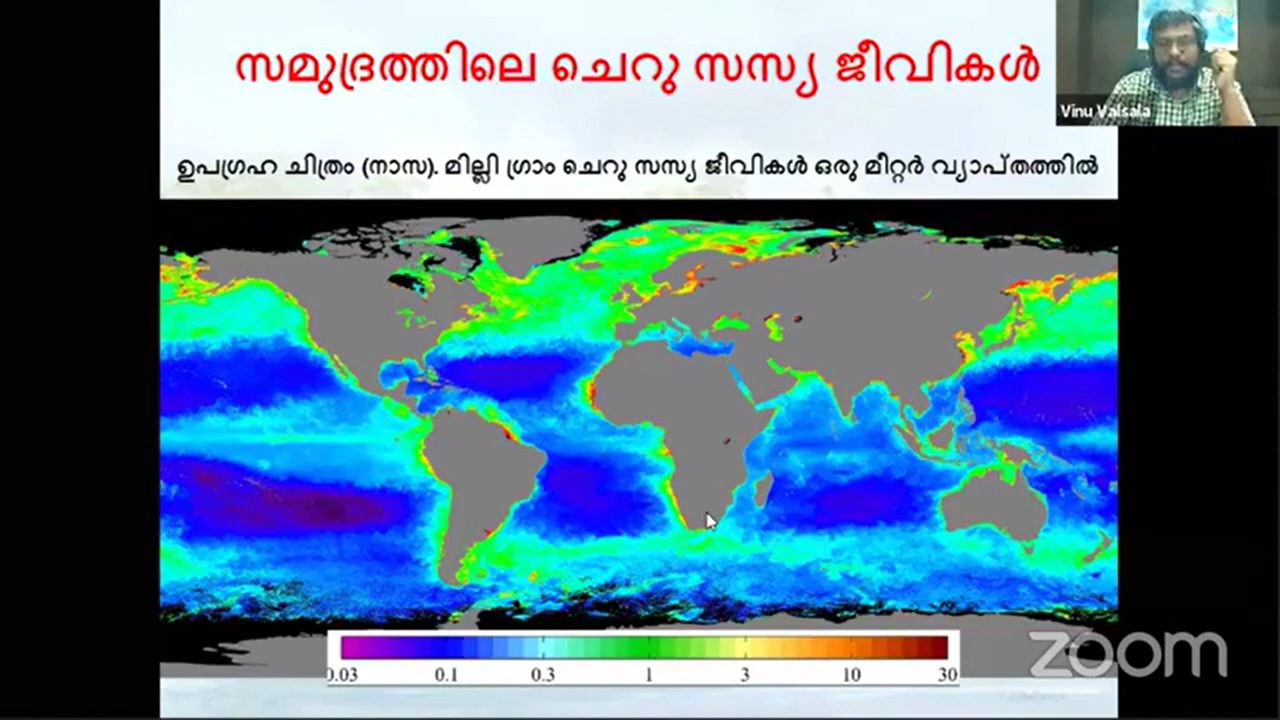 സമുദ്രത്തിലെ ചെറു സസ്യ ജീവികൾ
Vinu Valsala
ഉപഗ്രഹ ചിത്രം (നാസ). മില്ലി ഗ്രാം ചെറു സസ്യ ജീവികൾ ഒരു മീറ്റർ വ്യാപ്തത്തിൽ
0.03 0.1 0.3 1 3 10 30
zoom